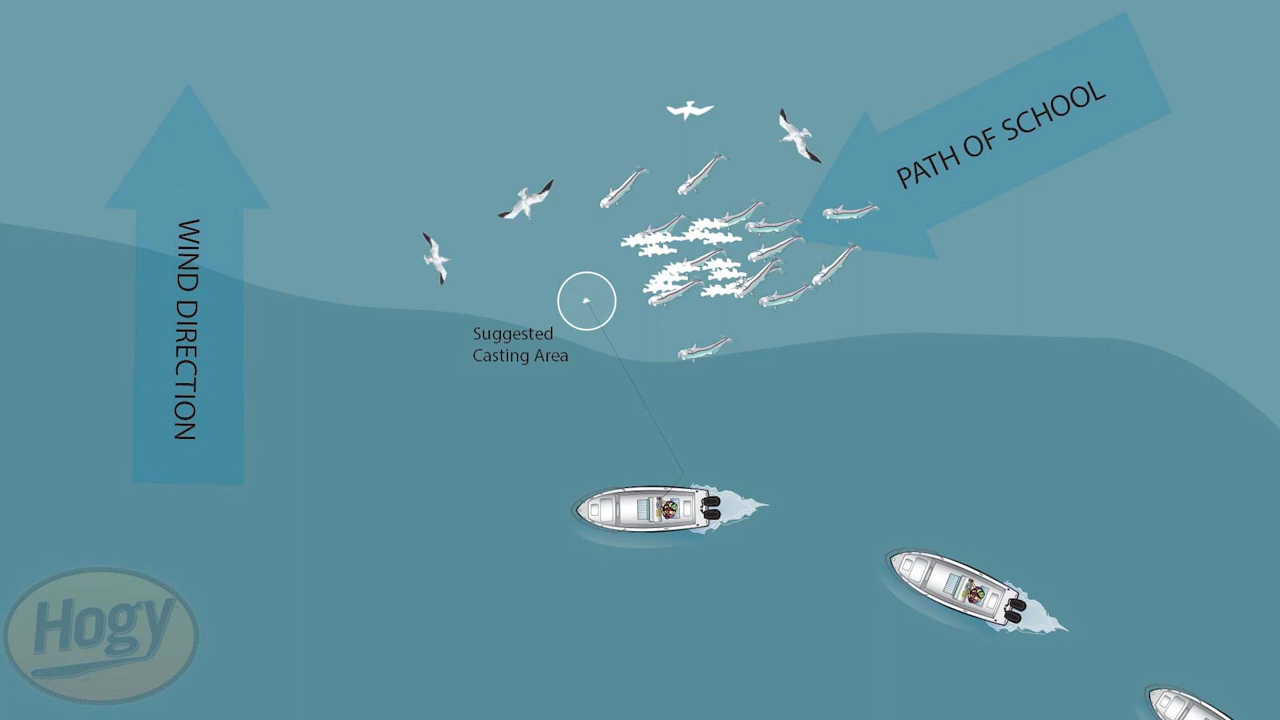 PATH OF SCHOOL
WIND DIRECTION
Suggested
Casting Area
Hogy